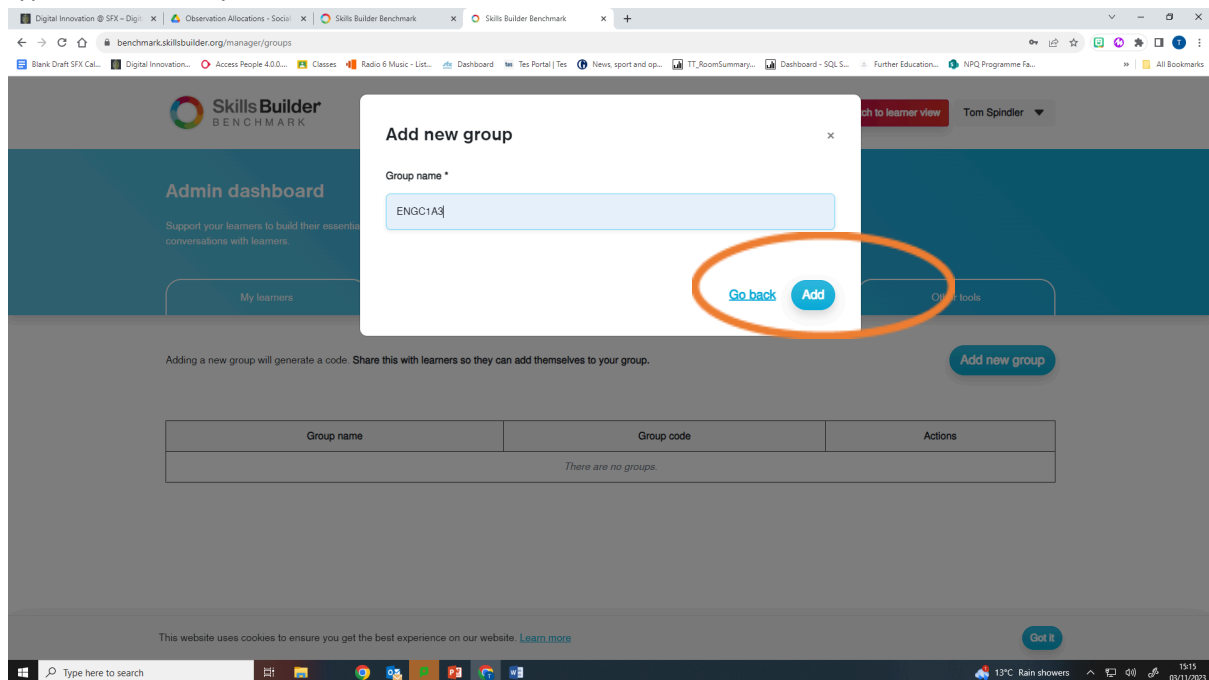 Digital Innovation @ SFX – Digit
Observation Allocations - Social
Skills Builder Benchmark
Skills Builder Benchmark
benchmark.skillsbuilder.org/manager/groups
Blank Draft SFX Cal...
Digital Innovation...
Access People 4.0.0....
Classes
Radio 6 Music - List...
Dashboard
Tes Portal | Tes
News, sport and op...
TT_RoomSummary...
Dashboard - SQL S...
Further Education...
NPQ Programme Fa...
»
All Bookmarks
Skills Builder
BENCHMARK
ch to learner view
Tom Spindler
Add new group
×
Group name *
ENGC1A3
Go back
Add
Admin dashboard
Support your learners to build their essentia
conversations with learners.
My learners
Other tools
Adding a new group will generate a code. Share this with learners so they can add themselves to your group.
Add new group
Group name
Group code
Actions
There are no groups.
This website uses cookies to ensure you get the best experience on our website. Learn more
Got it
Type here to search
13°C Rain showers
15:15
03/11/2023